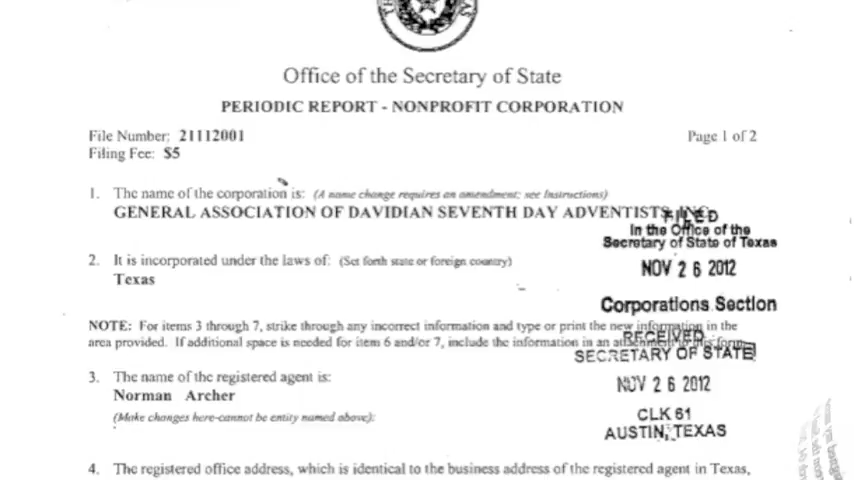 Office of the Secretary of State
PERIODIC REPORT - NONPROFIT CORPORATION
File Number: 21112001 Page 1 of 2
Filing Fee: $5
1. The name of the corporation is: (A name change requires an amendment; see Instructions)
GENERAL ASSOCIATION OF DAVIDIAN SEVENTH DAY ADVENTISTS, INC.
FILED
In the Office of the
Secretary of State of Texas
2. It is incorporated under the laws of: (Set forth state or foreign country)
NOV 26 2012
Texas
Corporations Section
NOTE: For items 3 through 7, strike through any incorrect information and type or print the new information in the
area provided. If additional space is needed for item 6 and/or 7, include the information in an attachment to this form.
RECEIVED
SECRETARY OF STATE
3. The name of the registered agent is:
NOV 26 2012
Norman Archer
(Make changes here-cannot be entity named above):
CLK 61
AUSTIN, TEXAS
4. The registered office address, which is identical to the business address of the registered agent in Texas,